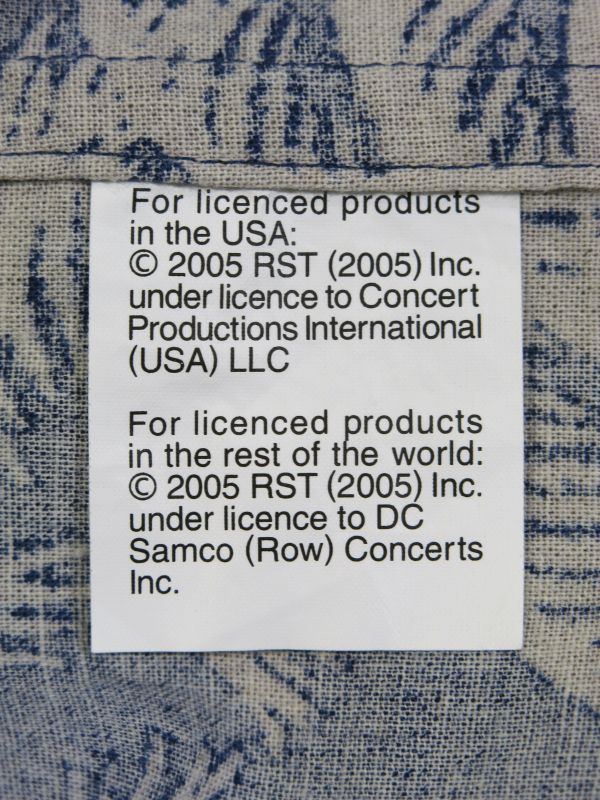 For licenced products
in the USA:
© 2005 RST (2005) Inc.
under licence to Concert
Productions International
(USA) LLC
For licenced products
in the rest of the world:
© 2005 RST (2005) Inc.
under licence to DC
Samco (Row) Concerts
Inc.